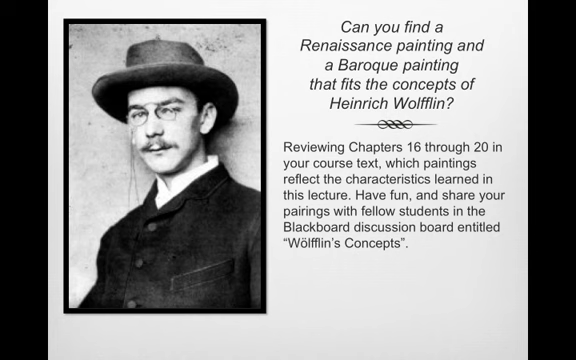 Can you find a
Renaissance painting and
a Baroque painting
that fits the concepts of
Heinrich Wolfflin?
Reviewing Chapters 16 through 20 in
your course text, which paintings
reflect the characteristics learned in
this lecture. Have fun, and share your
pairings with fellow students in the
Blackboard discussion board entitled
“Wölfflin’s Concepts”.